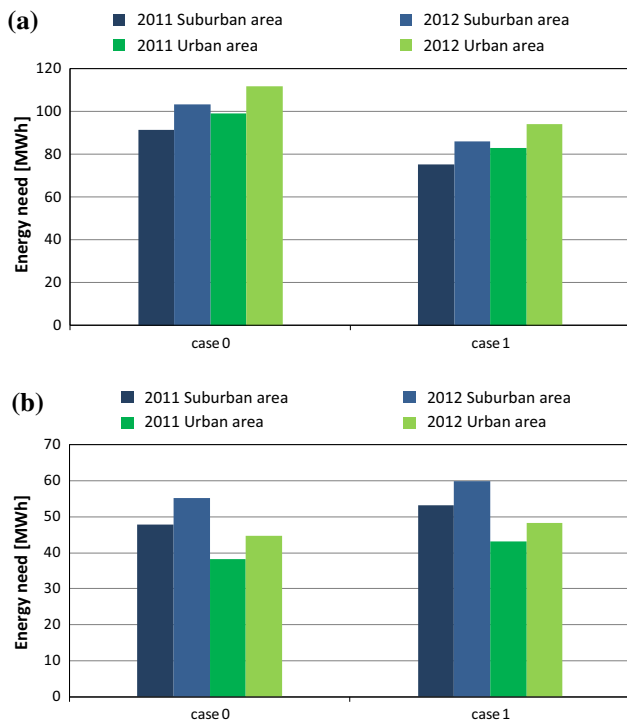 (a)
2011 Suburban area
2012 Suburban area
2011 Urban area
2012 Urban area
Energy need [MWh]
120
100
80
60
40
20
0
case 0
case 1
(b)
2011 Suburban area
2012 Suburban area
2011 Urban area
2012 Urban area
Energy need [MWh]
70
60
50
40
30
20
10
0
case 0
case 1